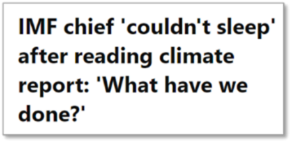 IMF chief 'couldn't sleep'
after reading climate
report: 'What have we
done?'